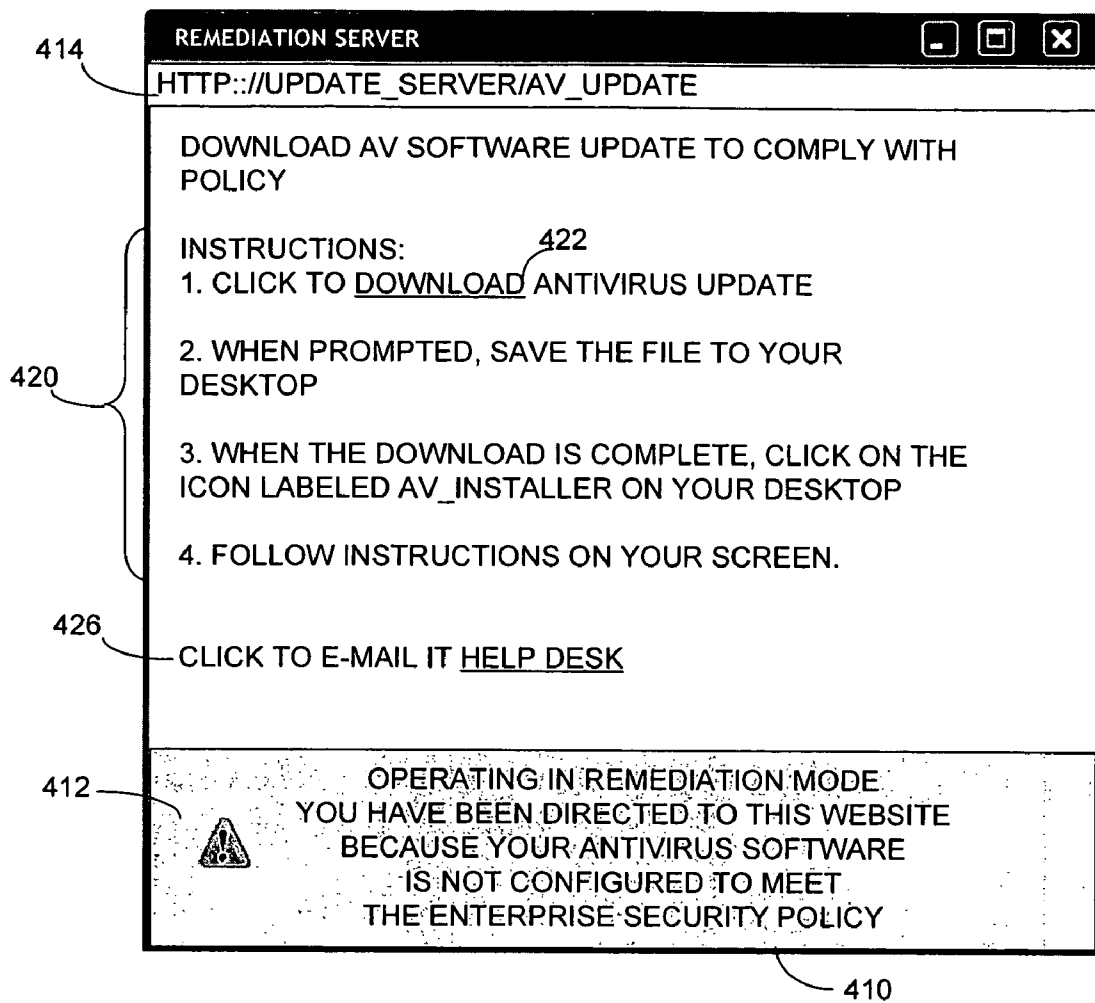 REMEDIATION SERVER
414
HTTP:://UPDATE_SERVER/AV_UPDATE
DOWNLOAD AV SOFTWARE UPDATE TO COMPLY WITH
POLICY
INSTRUCTIONS:
422
1. CLICK TO DOWNLOAD ANTIVIRUS UPDATE
2. WHEN PROMPTED, SAVE THE FILE TO YOUR
DESKTOP
420
3. WHEN THE DOWNLOAD IS COMPLETE, CLICK ON THE
ICON LABELED AV_INSTALLER ON YOUR DESKTOP
4. FOLLOW INSTRUCTIONS ON YOUR SCREEN.
426
CLICK TO E-MAIL IT HELP DESK
412
OPERATING IN REMEDIATION MODE
YOU HAVE BEEN DIRECTED TO THIS WEBSITE
BECAUSE YOUR ANTIVIRUS SOFTWARE
IS NOT CONFIGURED TO MEET
THE ENTERPRISE SECURITY POLICY
410